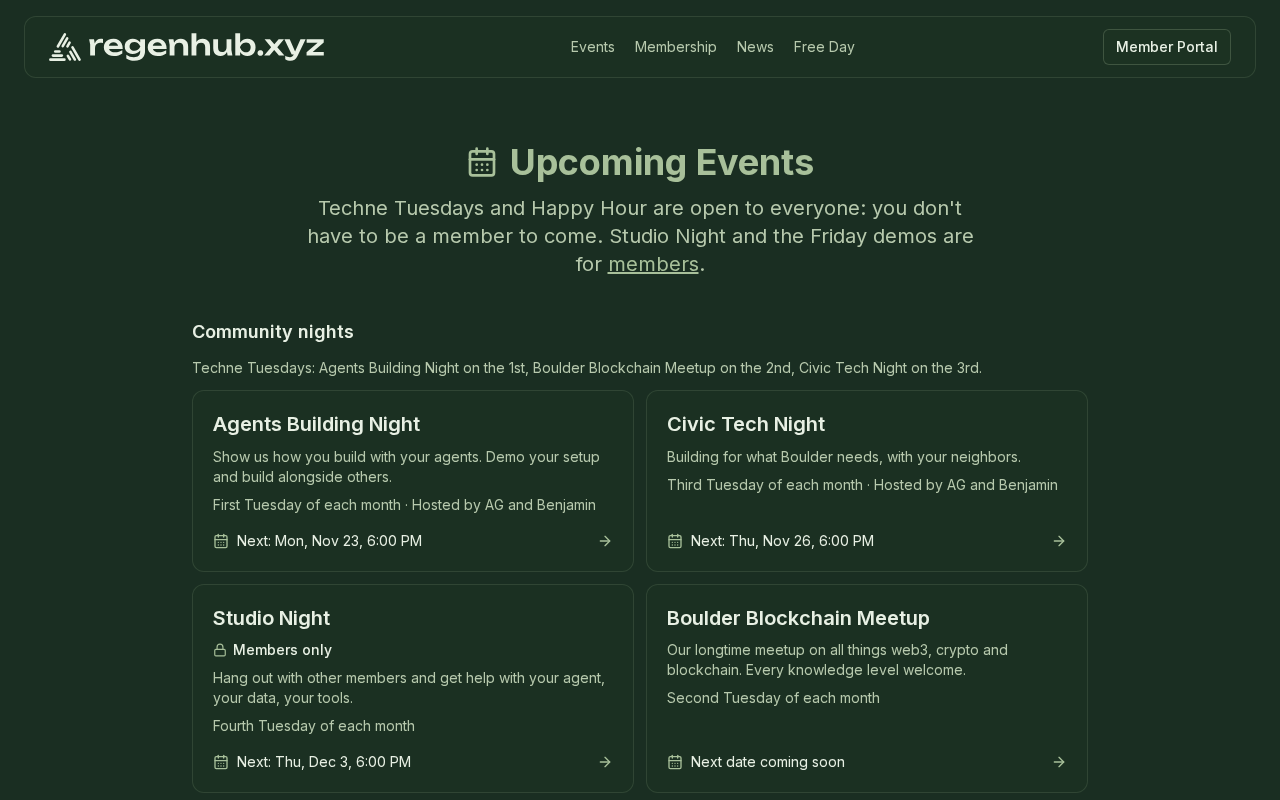 regenhub.xyz
Events
Membership
News
Free Day
Member Portal
Upcoming Events
Techne Tuesdays and Happy Hour are open to everyone: you don't
have to be a member to come. Studio Night and the Friday demos are
for members.
Community nights
Techne Tuesdays: Agents Building Night on the 1st, Boulder Blockchain Meetup on the 2nd, Civic Tech Night on the 3rd.
Agents Building Night
Show us how you build with your agents. Demo your setup
and build alongside others.
First Tuesday of each month · Hosted by AG and Benjamin
Next: Mon, Nov 23, 6:00 PM
Civic Tech Night
Building for what Boulder needs, with your neighbors.
Third Tuesday of each month · Hosted by AG and Benjamin
Next: Thu, Nov 26, 6:00 PM
Studio Night
Members only
Hang out with other members and get help with your agent,
your data, your tools.
Fourth Tuesday of each month
Next: Thu, Dec 3, 6:00 PM
Boulder Blockchain Meetup
Our longtime meetup on all things web3, crypto and
blockchain. Every knowledge level welcome.
Second Tuesday of each month
Next date coming soon